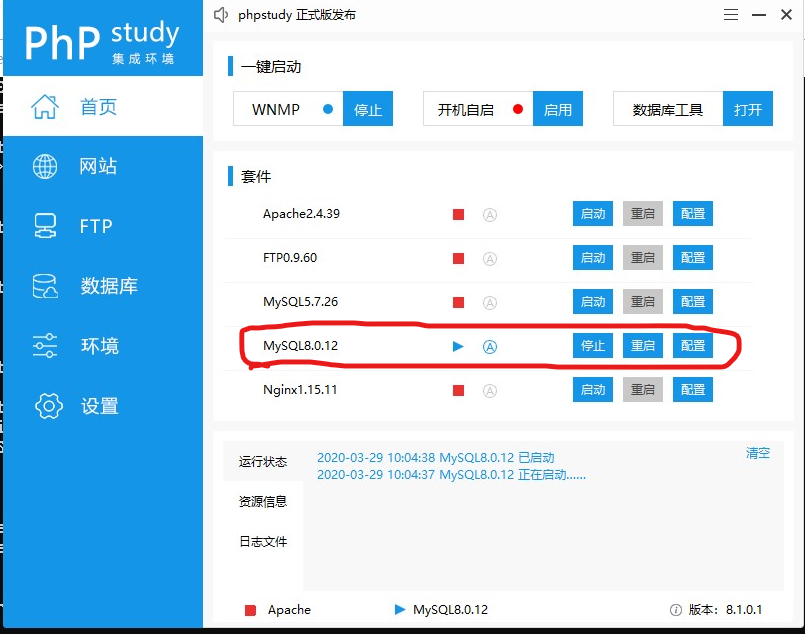 PhP study
集成环境
phpstudy 正式版发布
首页
网站
FTP
数据库
环境
设置
一键启动
WNMP 停止 开机自启 启用 数据库工具 打开
套件
Apache2.4.39 A 启动 重启 配置
FTP0.9.60 A 启动 重启 配置
MySQL5.7.26 A 启动 重启 配置
MySQL8.0.12 A 停止 重启 配置
Nginx1.15.11 A 启动 重启 配置
运行状态
资源信息
日志文件
2020-03-29 10:04:38 MySQL8.0.12 已启动
2020-03-29 10:04:37 MySQL8.0.12 正在启动......
清空
Apache MySQL8.0.12 版本：8.1.0.1